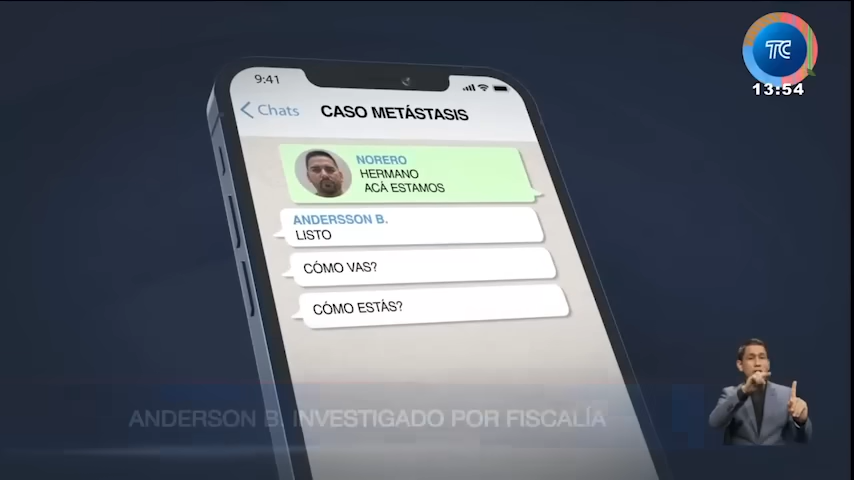 TC
13:54
9:41
Chats
CASO METÁSTASIS
NORERO
HERMANO
ACÁ ESTAMOS
ANDERSSON B.
LISTO
CÓMO VAS?
CÓMO ESTÁS?
ANDERSON B. INVESTIGADO POR FISCALÍA